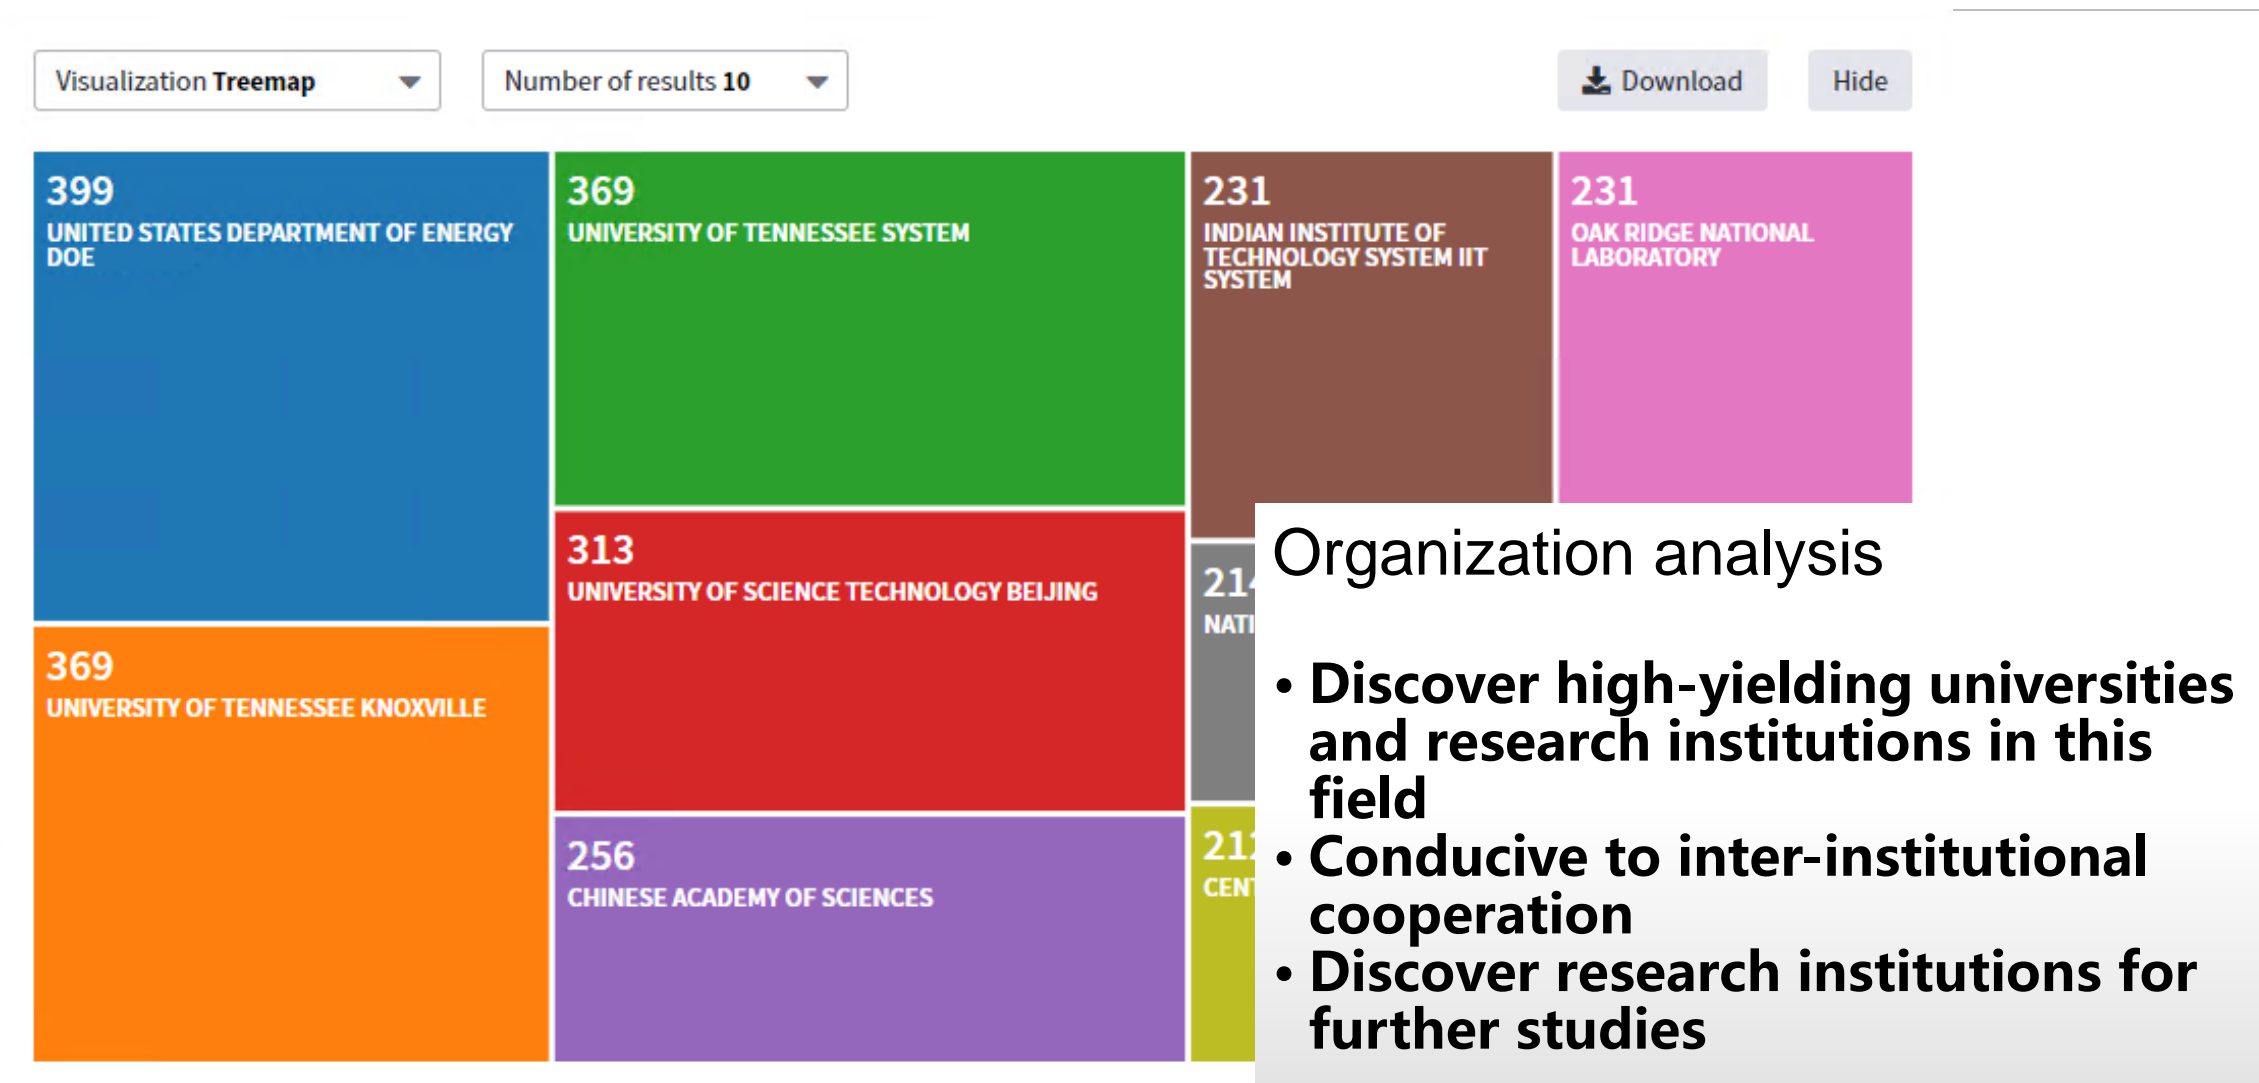 Visualization Treemap
Number of results 10
Download
Hide
399
UNITED STATES DEPARTMENT OF ENERGY
DOE
369
UNIVERSITY OF TENNESSEE KNOXVILLE
369
UNIVERSITY OF TENNESSEE SYSTEM
313
UNIVERSITY OF SCIENCE TECHNOLOGY BEIJING
256
CHINESE ACADEMY OF SCIENCES
231
INDIAN INSTITUTE OF
TECHNOLOGY SYSTEM IIT
SYSTEM
231
OAK RIDGE NATIONAL
LABORATORY
Organization analysis
• Discover high-yielding universities
and research institutions in this
field
• Conducive to inter-institutional
cooperation
• Discover research institutions for
further studies